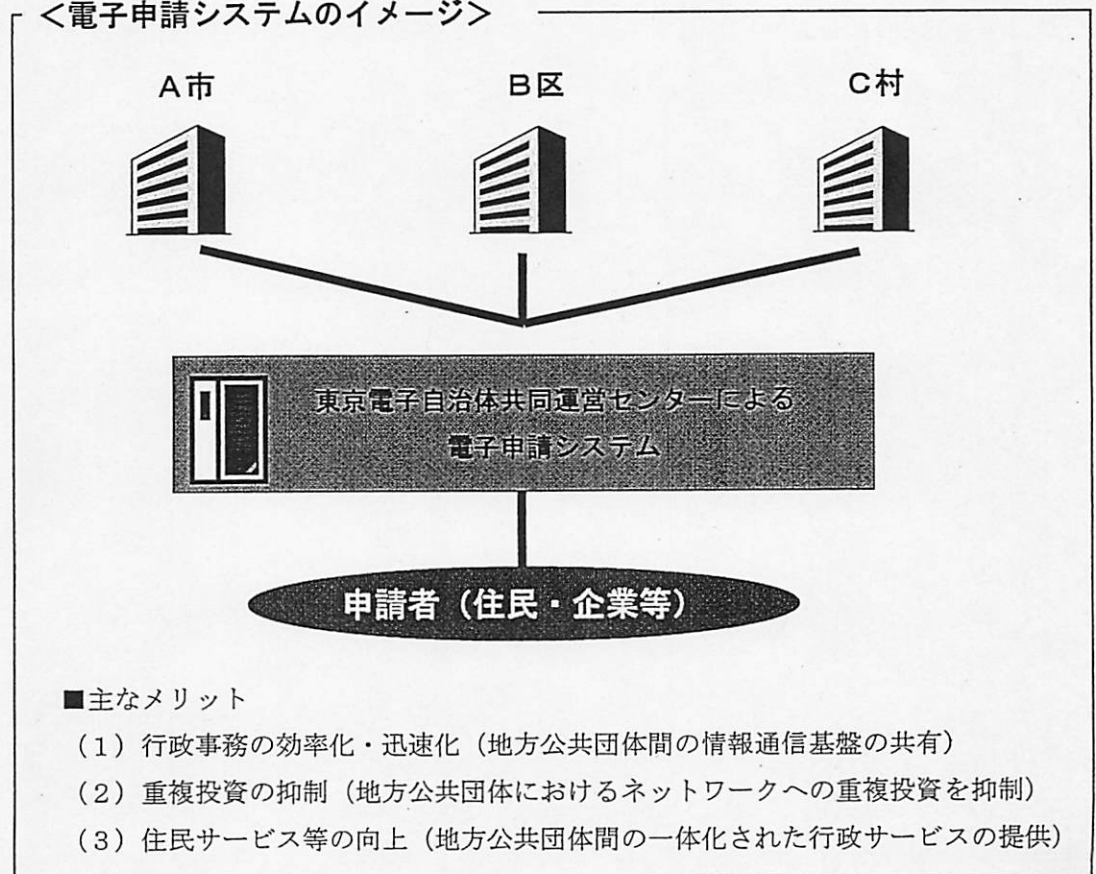 ＜電子申請システムのイメージ＞
A市
B区
C村
東京電子自治体共同運営センターによる
電子申請システム
申請者（住民・企業等）
■主なメリット
（１）行政事務の効率化・迅速化（地方公共団体間の情報通信基盤の共有）
（２）重複投資の抑制（地方公共団体におけるネットワークへの重複投資を抑制）
（３）住民サービス等の向上（地方公共団体間の一体化された行政サービスの提供）